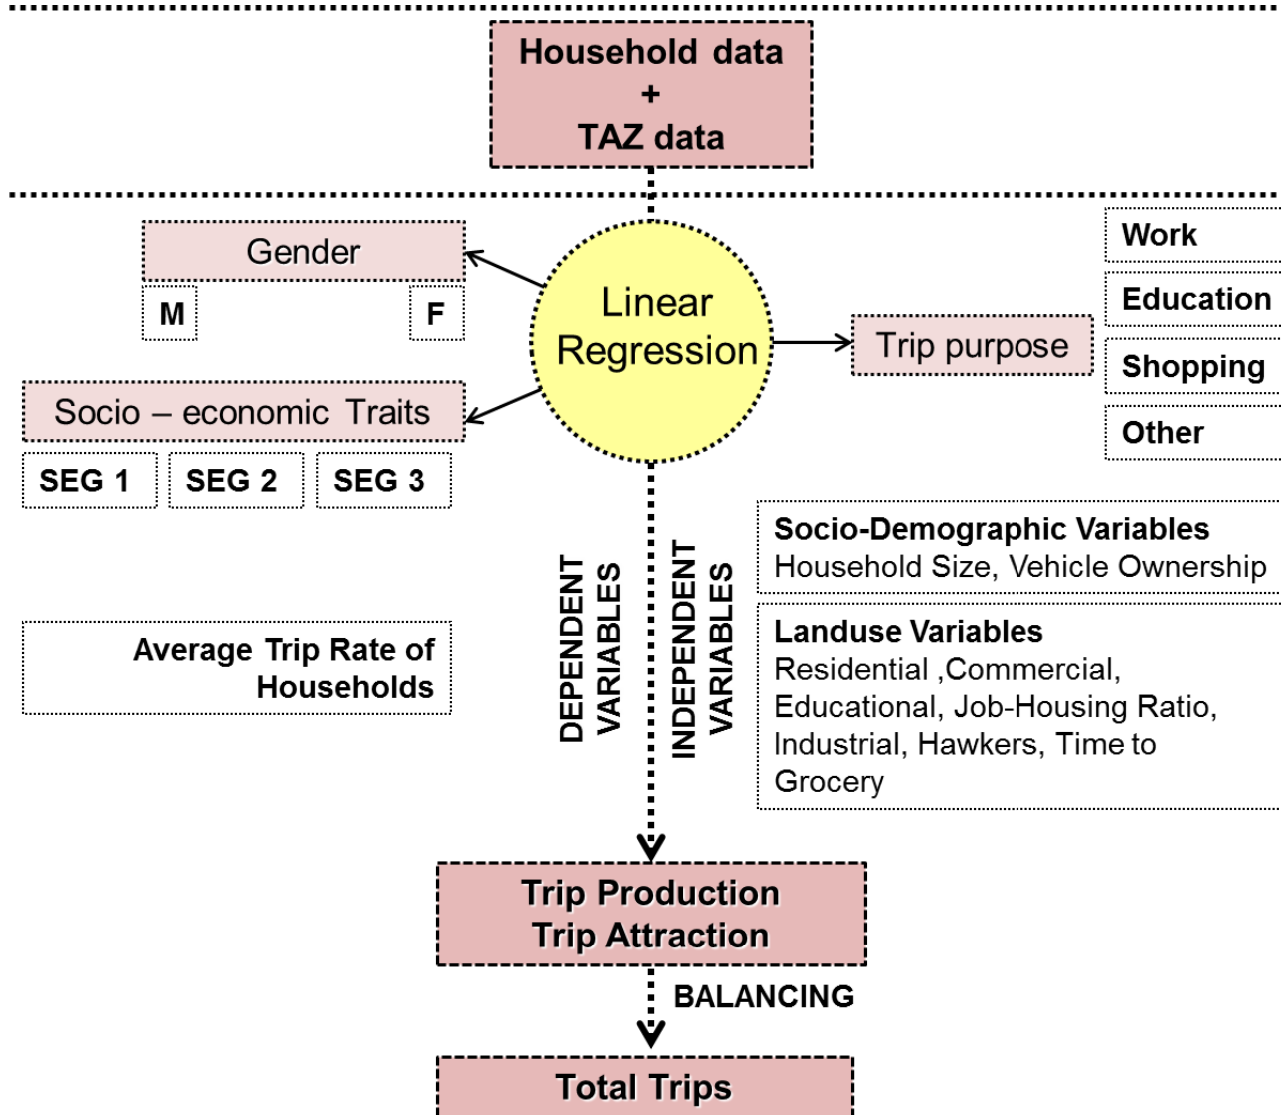 Household data
+
TAZ data
Gender
M
F
Linear
Regression
Trip purpose
Work
Education
Shopping
Other
Socio – economic Traits
SEG 1
SEG 2
SEG 3
DEPENDENT
VARIABLES
INDEPENDENT
VARIABLES
Socio-Demographic Variables
Household Size, Vehicle Ownership
Average Trip Rate of
Households
Landuse Variables
Residential ,Commercial,
Educational, Job-Housing Ratio,
Industrial, Hawkers, Time to
Grocery
Trip Production
Trip Attraction
BALANCING
Total Trips